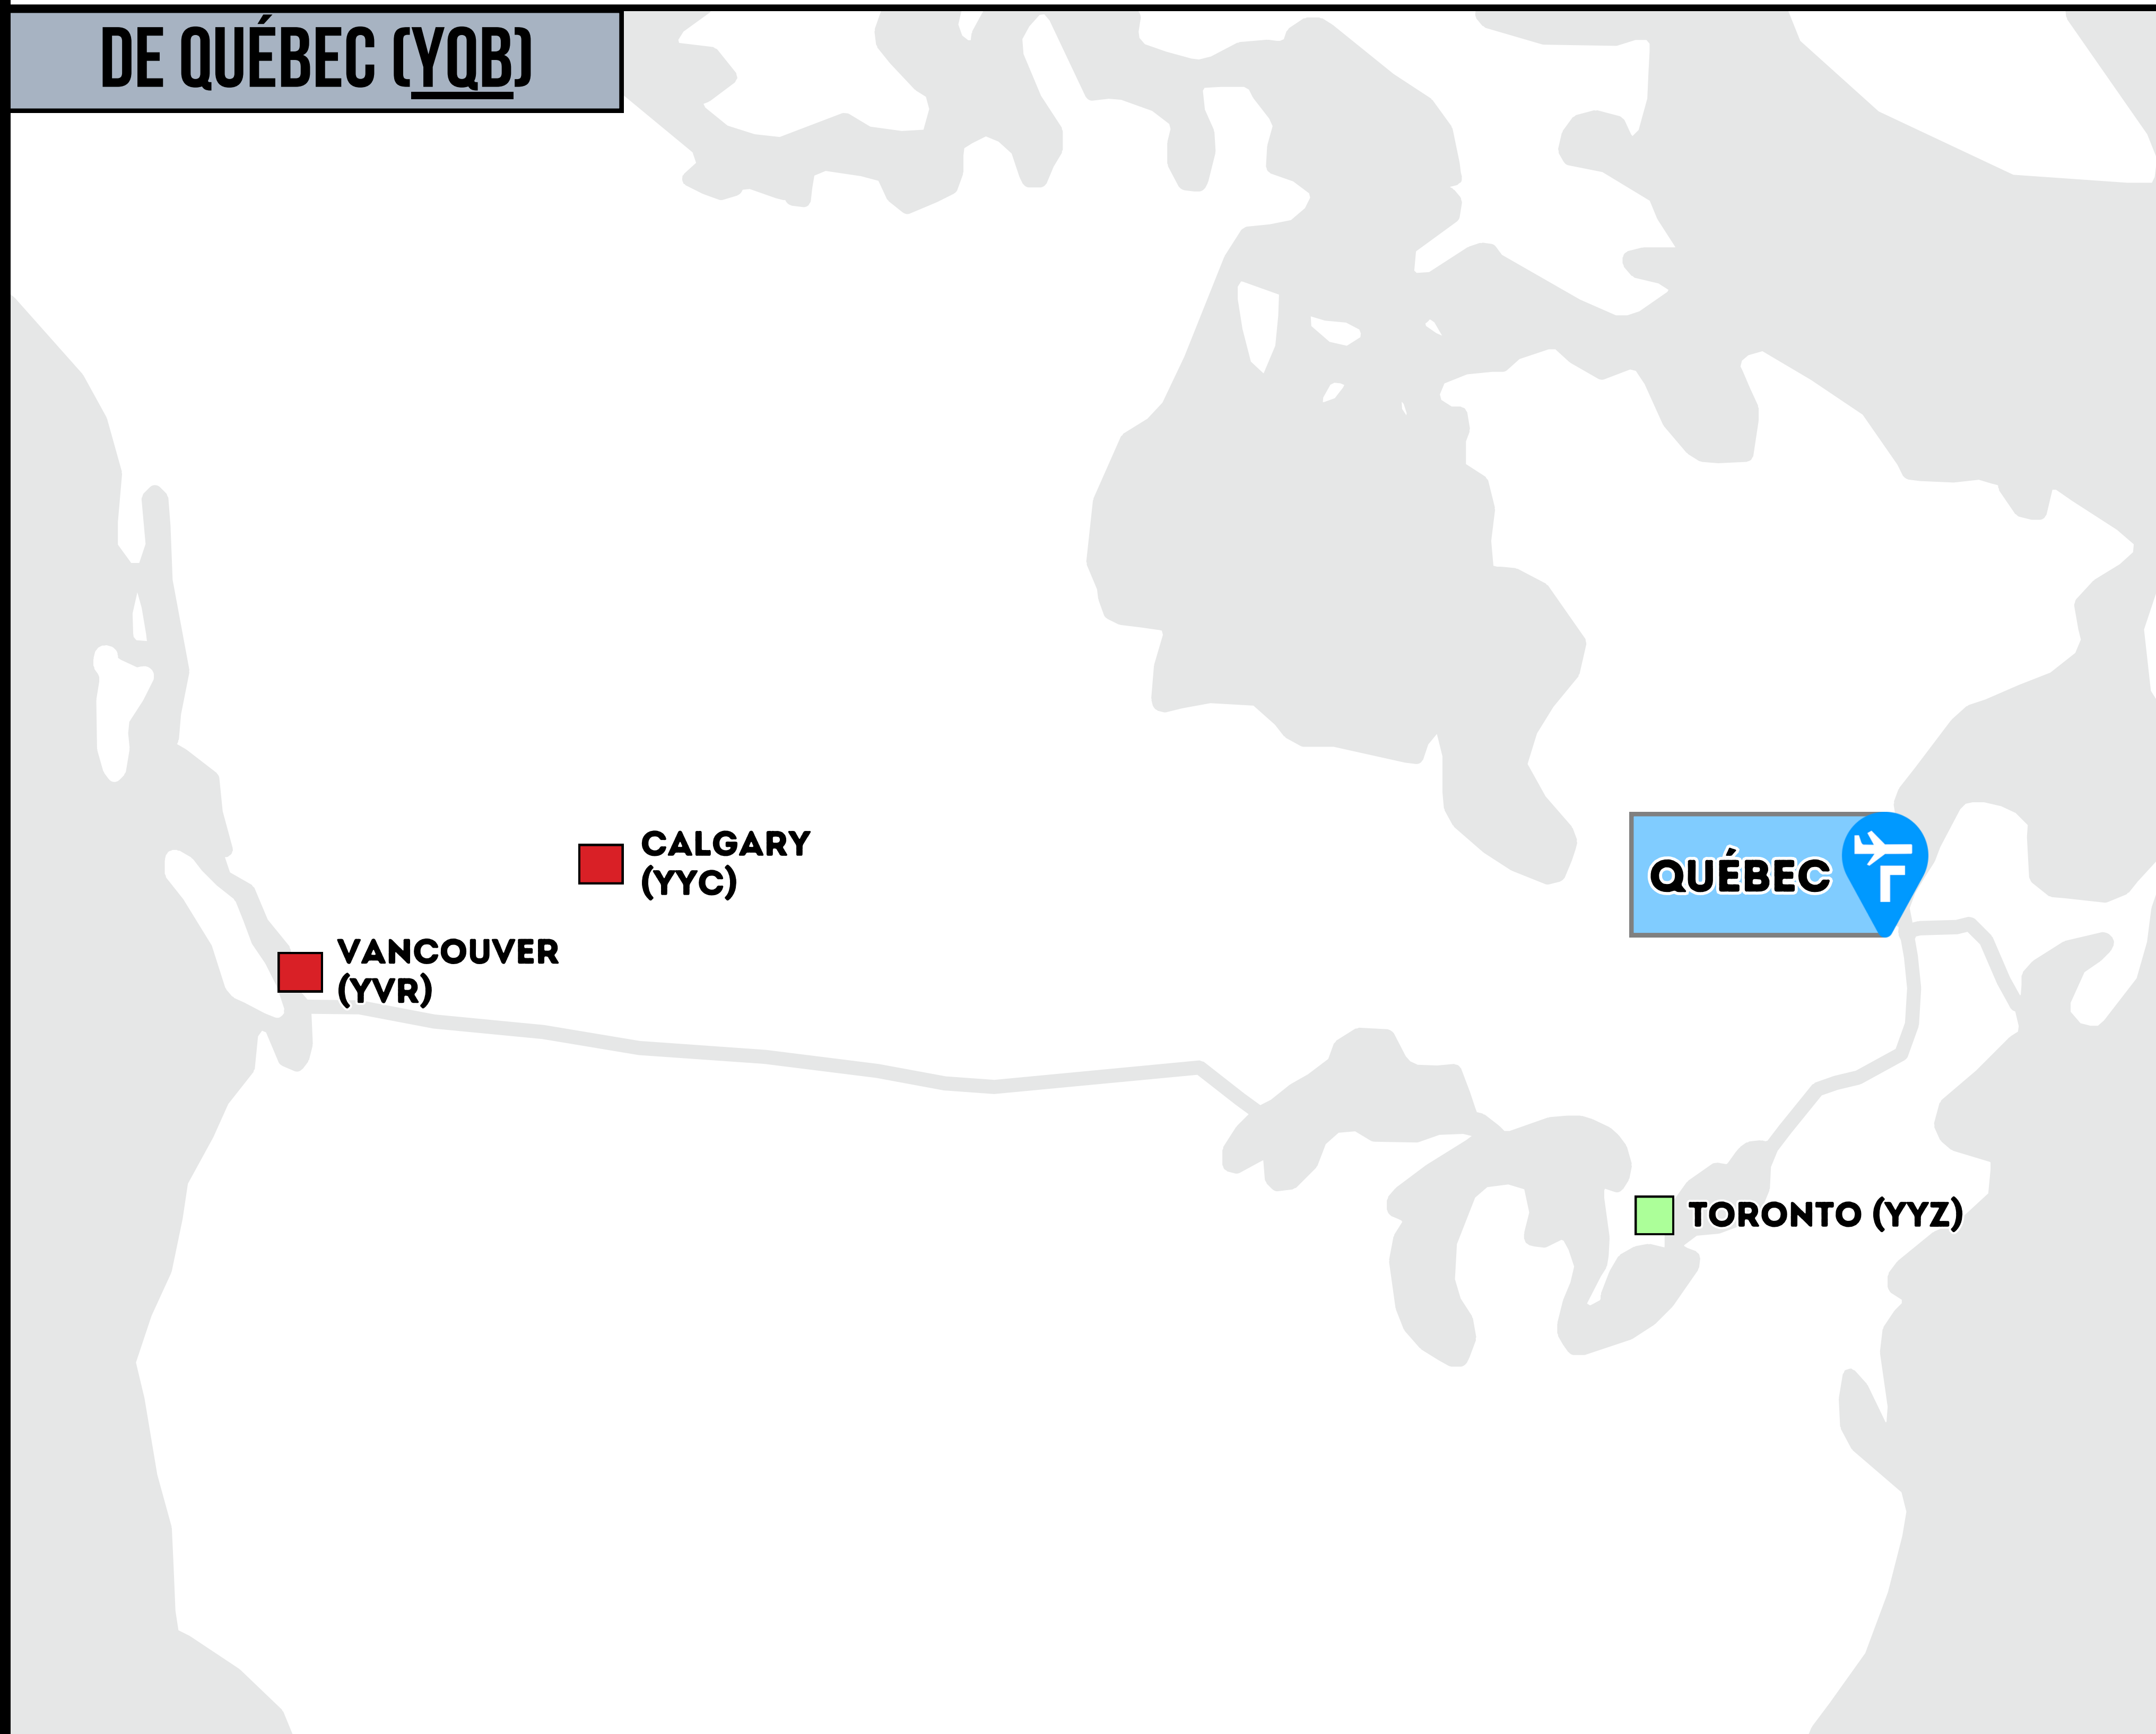 DE QUÉBEC (YQB)
CALGARY
(YYC)
VANCOUVER
(YVR)
QUÉBEC
TORONTO (YYZ)